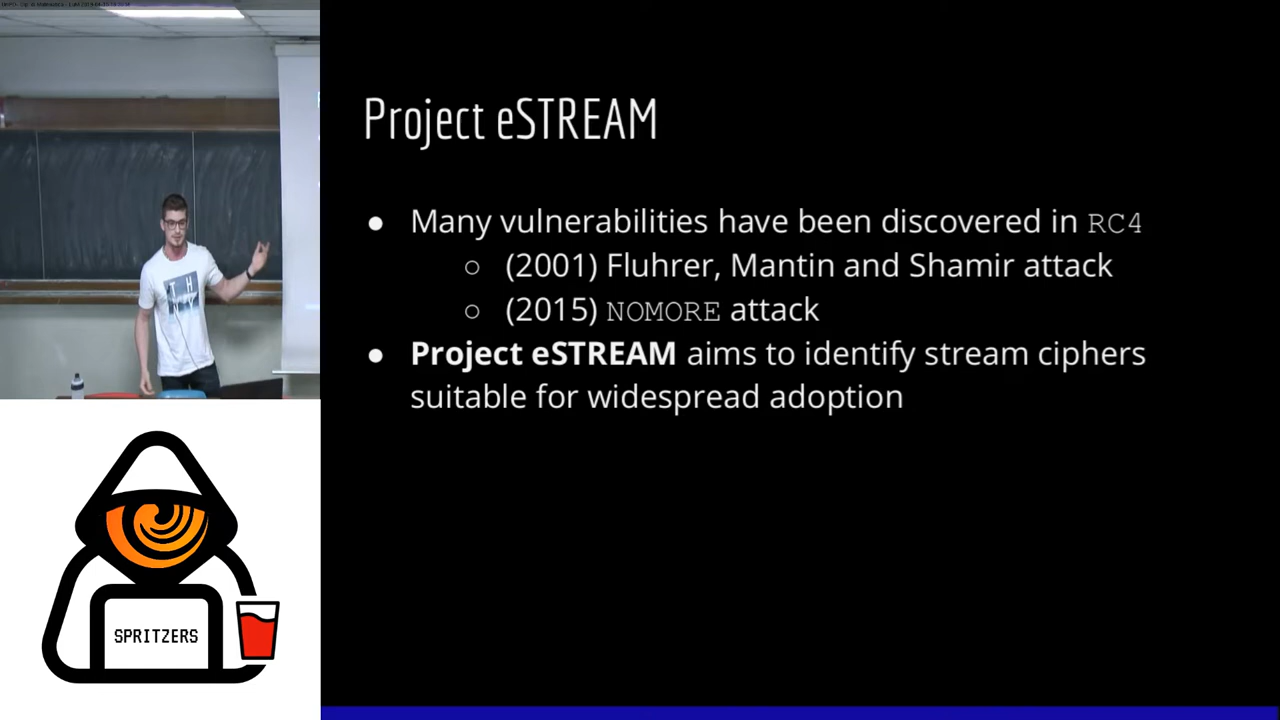 Project eSTREAM
● Many vulnerabilities have been discovered in RC4
○ (2001) Fluhrer, Mantin and Shamir attack
○ (2015) NOMORE attack
● Project eSTREAM aims to identify stream ciphers
suitable for widespread adoption
SPRITZERS